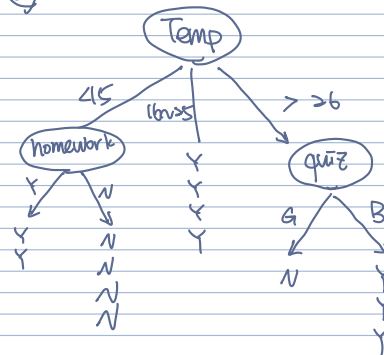 Temp
<15 16~25 > 26
homework quiz
Y N Y G B
Y N Y N Y
Y N Y Y
N Y Y
N